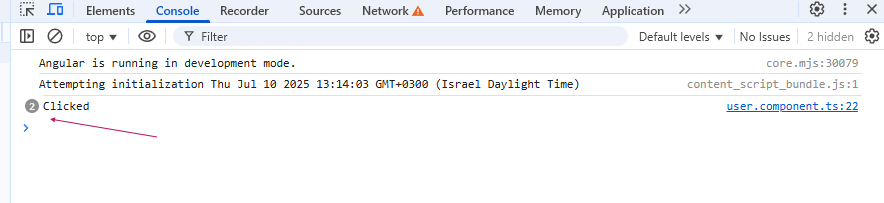 Elements Console Recorder Sources Network Performance Memory Application
top Filter Default levels No Issues 2 hidden
Angular is running in development mode. core.mjs:30079
Attempting initialization Thu Jul 10 2025 13:14:03 GMT+0300 (Israel Daylight Time) content_script_bundle.js:1
2 Clicked user.component.ts:22